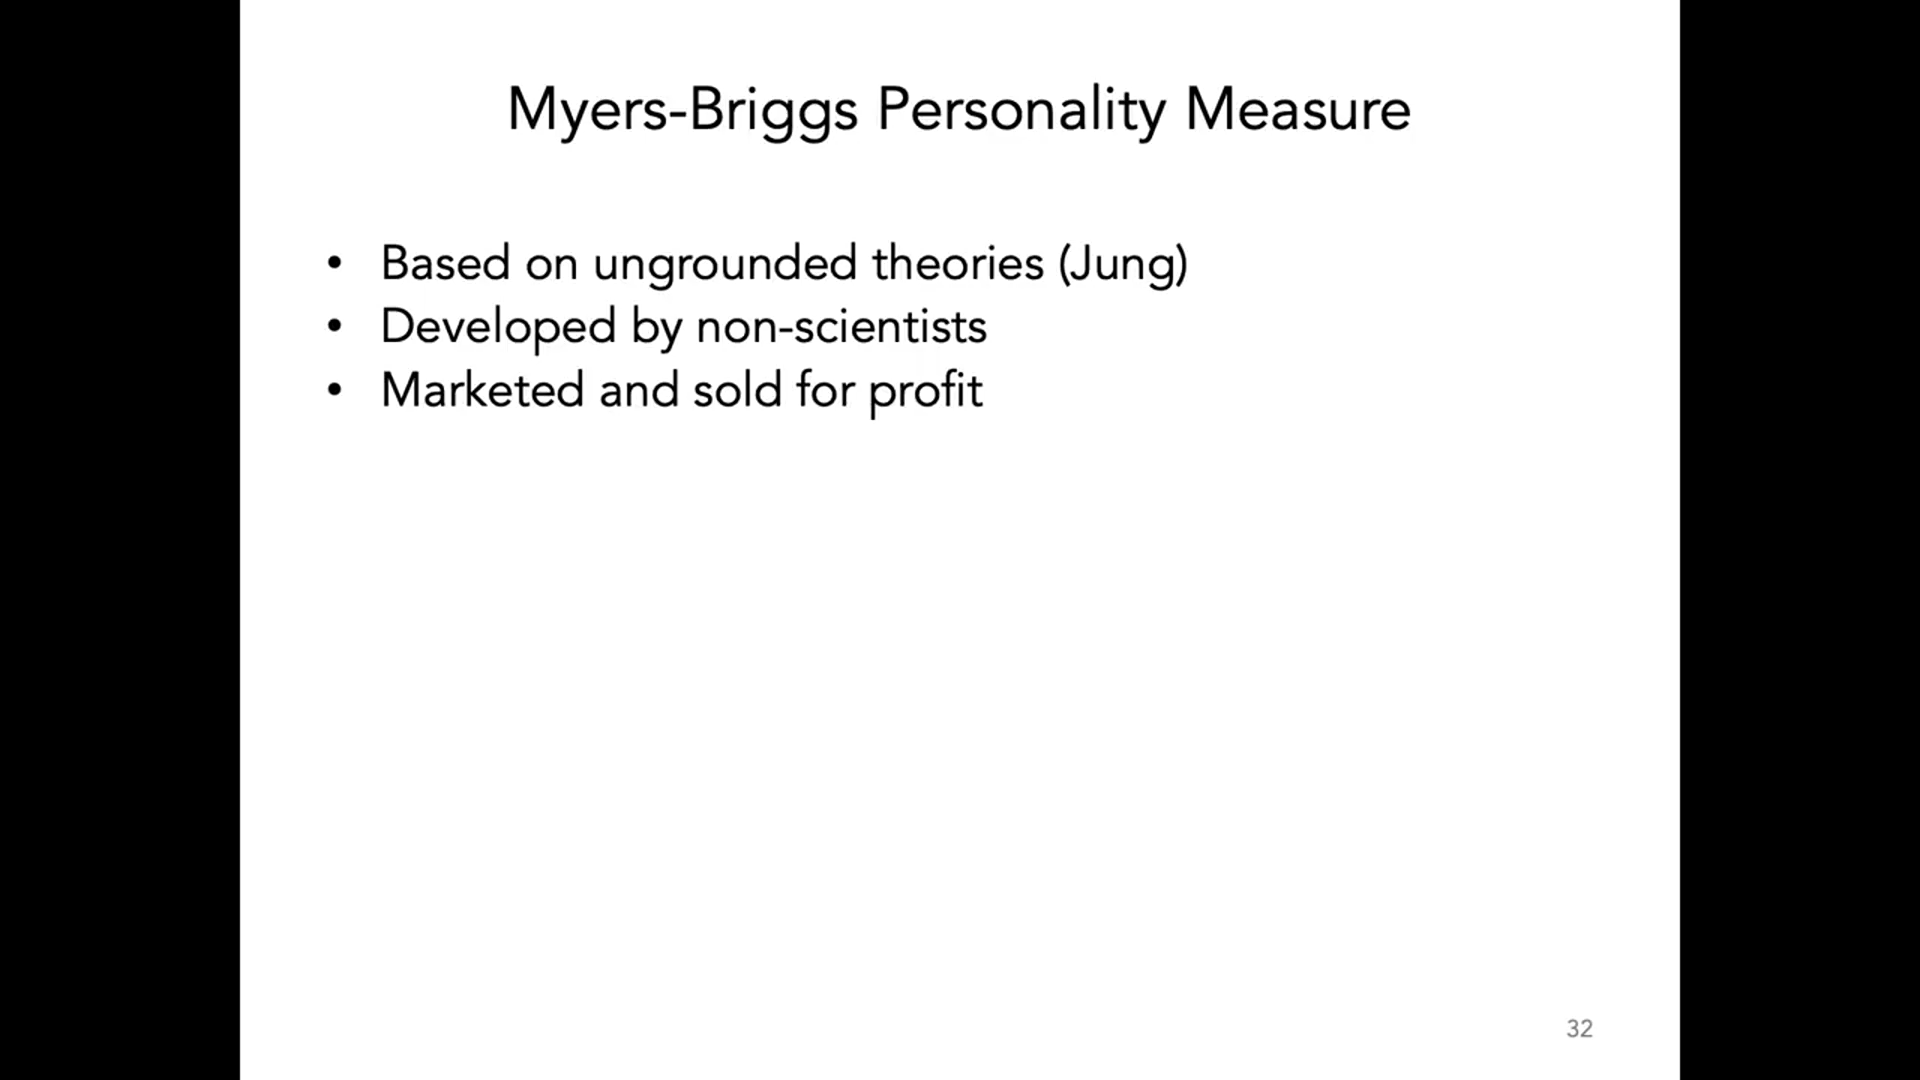 Myers-Briggs Personality Measure
• Based on ungrounded theories (Jung)
• Developed by non-scientists
• Marketed and sold for profit
32